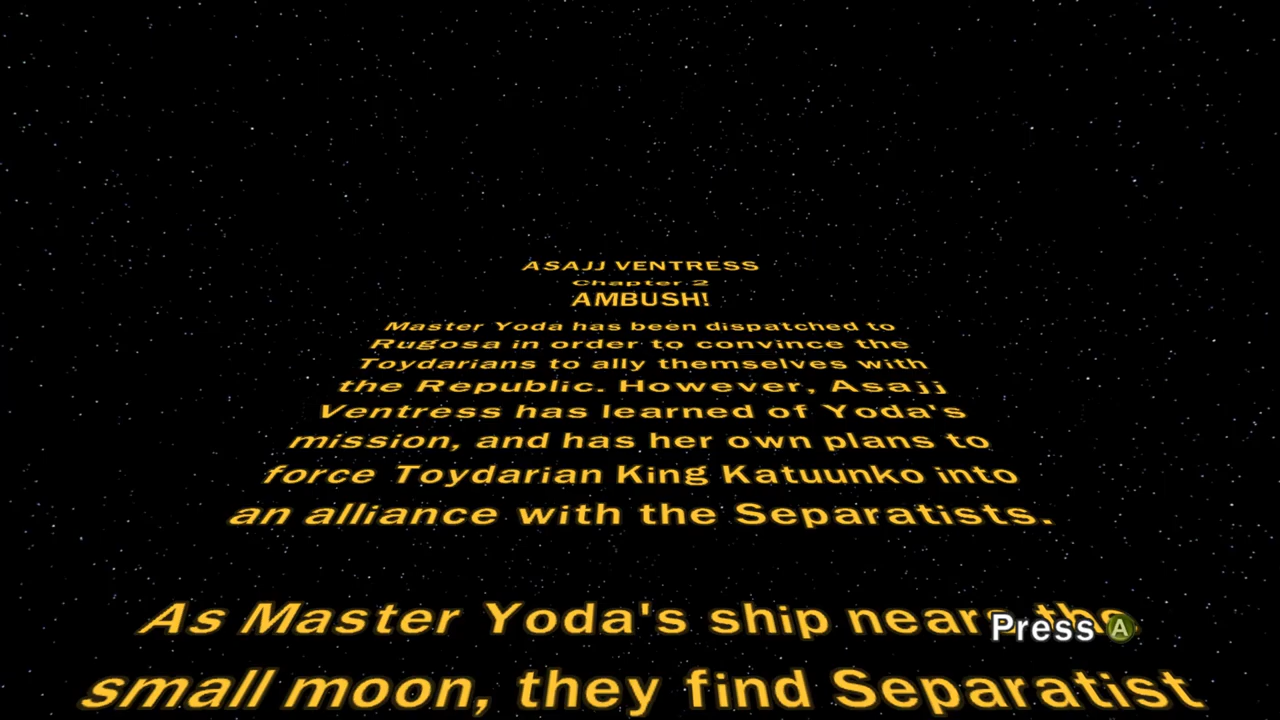 ASAJJ VENTRESS
Chapter 2
AMBUSH!
Master Yoda has been dispatched to
Rugosa in order to convince the
Toydarians to ally themselves with
the Republic. However, Asajj
Ventress has learned of Yoda's
mission, and has her own plans to
force Toydarian King Katuunko into
an alliance with the Separatists.
As Master Yoda's ship nears the
Press A
small moon, they find Separatist